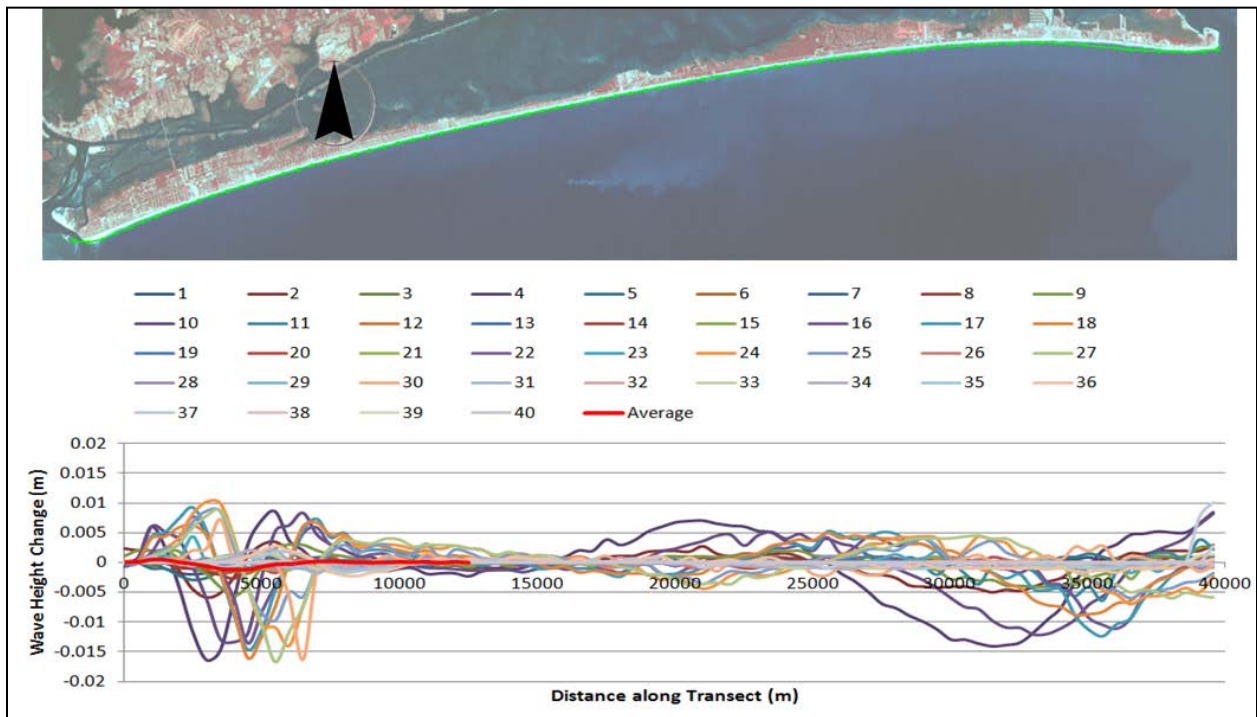 1 2 3 4 5 6 7 8 9
10 11 12 13 14 15 16 17 18
19 20 21 22 23 24 25 26 27
28 29 30 31 32 33 34 35 36
37 38 39 40 Average
Wave Height Change (m)
0.02
0.015
0.01
0.005
0
-0.005
-0.01
-0.015
-0.02
0 5000 10000 15000 20000 25000 30000 35000 40000
Distance along Transect (m)